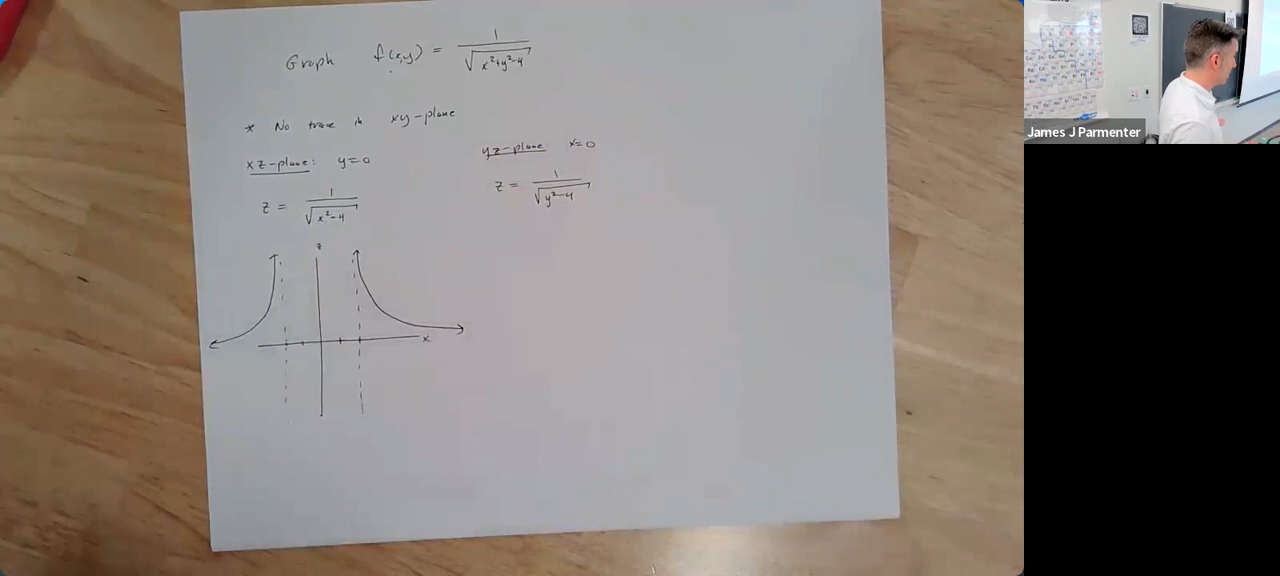 Graph f(x,y) = 1/√(x²+y²-4)
* No trace in xy-plane
xz-plane: y=0
z = 1/√(x²-4)
z
x
yz-plane x=0
z = 1/√(y²-4)
James J Parmenter